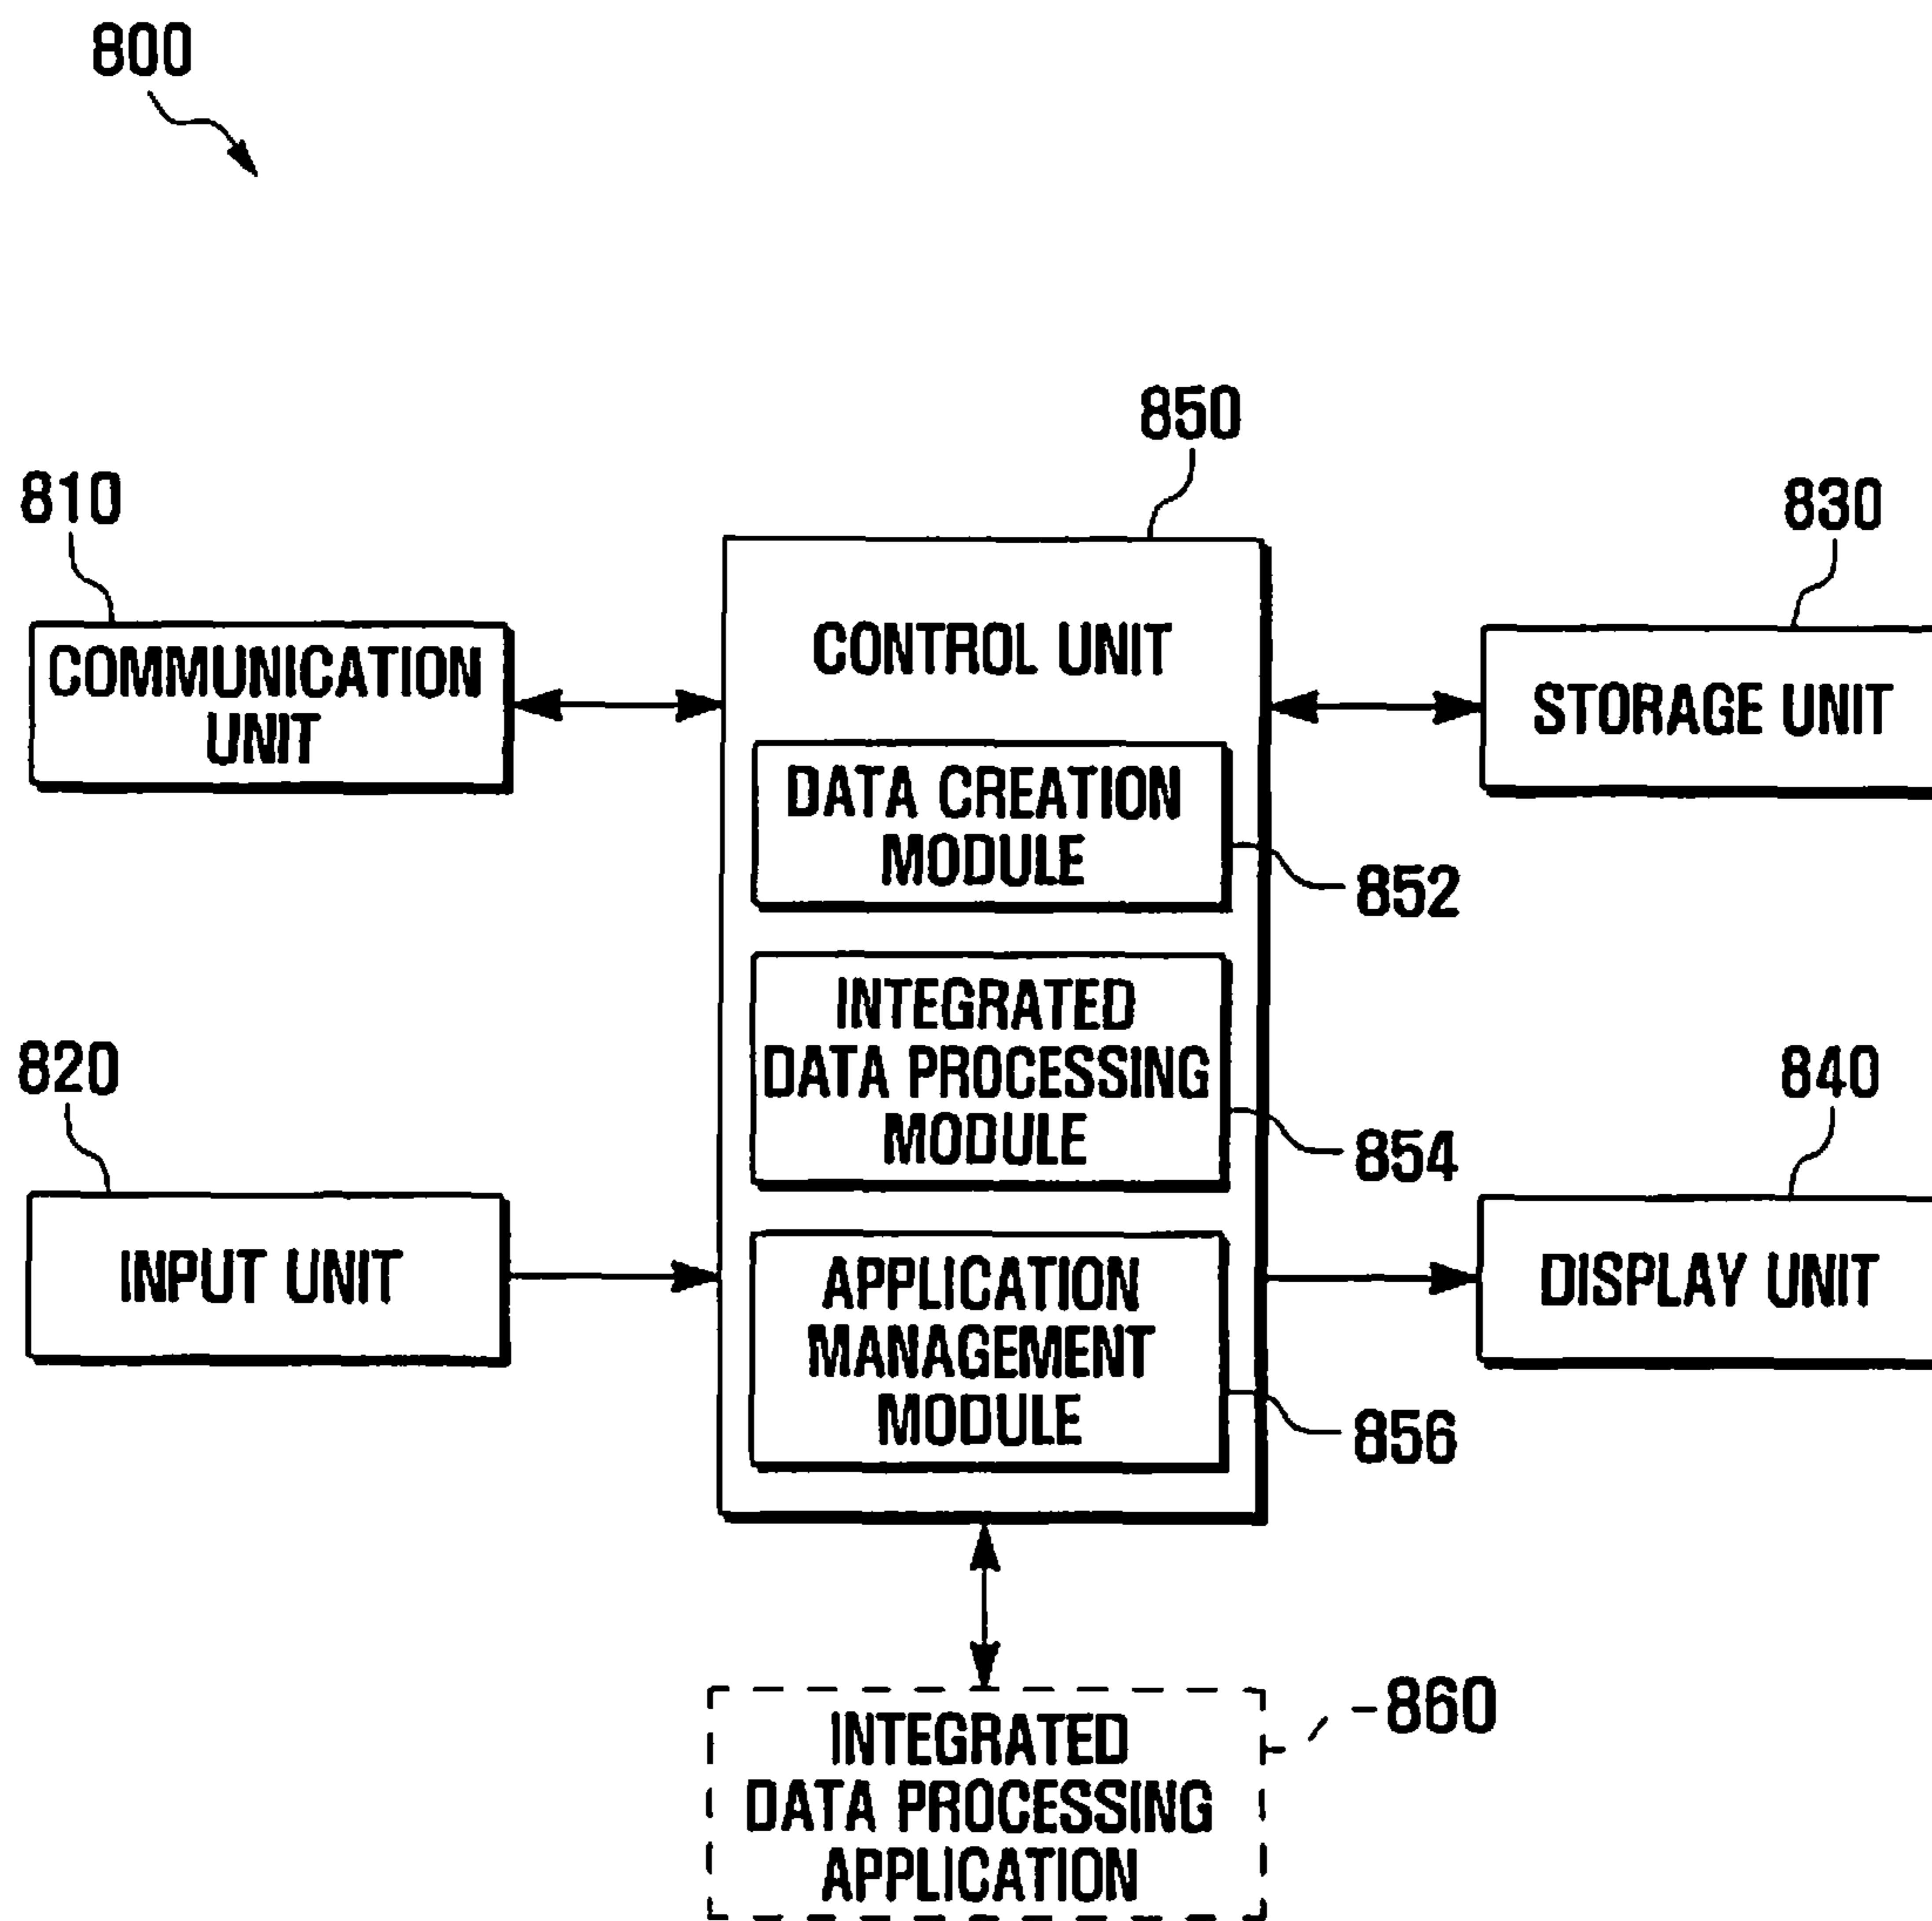 800
850
810
830
COMMUNICATION
UNIT
CONTROL UNIT
STORAGE UNIT
DATA CREATION
MODULE
852
INTEGRATED
DATA PROCESSING
MODULE
854
820
840
INPUT UNIT
APPLICATION
MANAGEMENT
MODULE
856
DISPLAY UNIT
860
INTEGRATED
DATA PROCESSING
APPLICATION